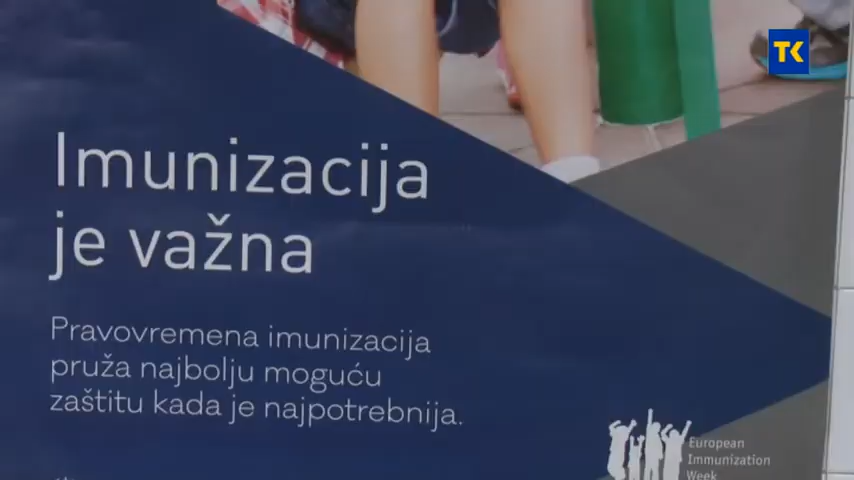 TK
Imunizacija
je važna
Pravovremena imunizacija
pruža najbolju moguću
zaštitu kada je najpotrebnija.
European
Immunization
Week